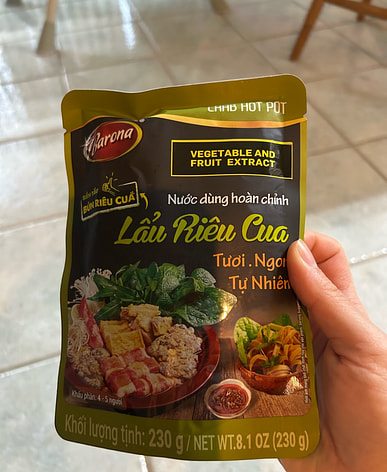 CRAB HOT POT
Barona
VEGETABLE AND
FRUIT EXTRACT
BÚN RIÊU CUA
Nước dùng hoàn chỉnh
Lẩu Riêu Cua
Tươi . Ngon
Tự Nhiên
Khẩu phần: 4 - 5 người
Khối lượng tịnh: 230 g / NET WT.8.1 OZ (230 g)